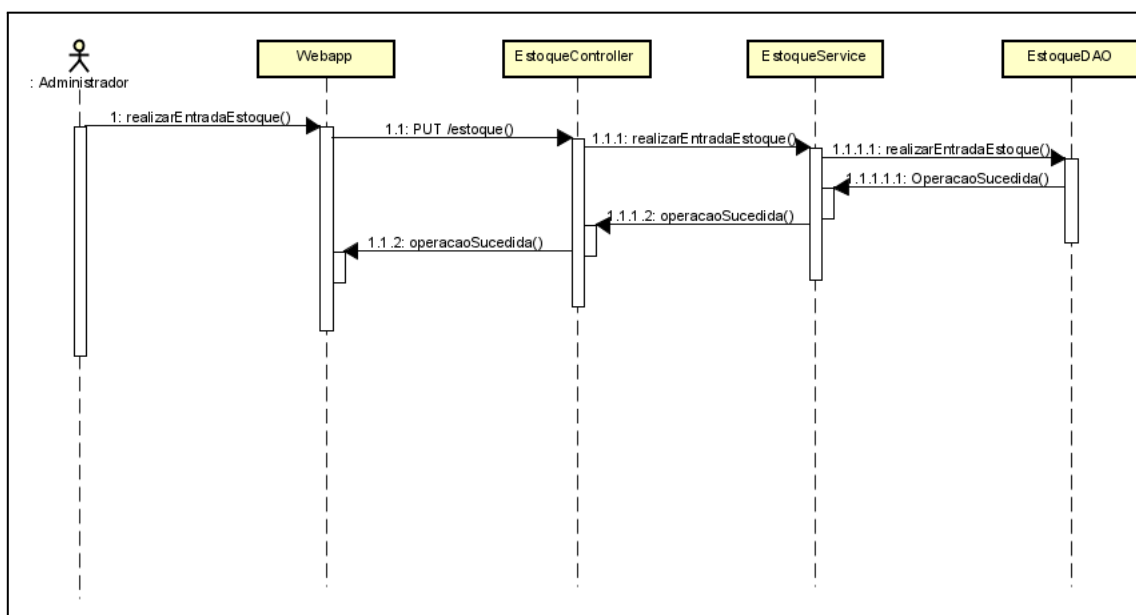 Webapp
EstoqueController
EstoqueService
EstoqueDAO
: Administrador
1: realizarEntradaEstoque()
1.1: PUT /estoque()
1.1.1: realizarEntradaEstoque()
1.1.1.1: realizarEntradaEstoque()
1.1.1.1.1: OperacaoSucedida()
1.1.1.2: operacaoSucedida()
1.1.2: operacaoSucedida()